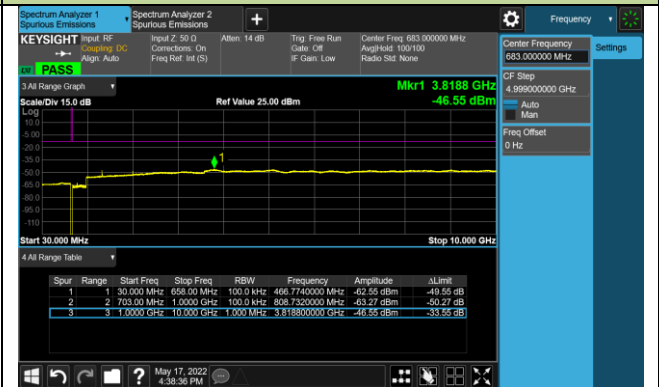 Spectrum Analyzer 1
Spurious Emissions
Spectrum Analyzer 2
Spurious Emissions
+
Frequency
KEYSIGHT
Input: RF
Coupling: DC
Align: Auto
Input Z: 50 Ω
Corrections: On
Freq Ref: Int (S)
Atten: 14 dB
Trig: Free Run
Gate: Off
IF Gain: Low
Center Freq: 683.000000 MHz
Avg|Hold: 100/100
Radio Std: None
PASS
Center Frequency
683.000000 MHz
Settings
CF Step
4.999000000 GHz
Auto
Man
Freq Offset
0 Hz
3 All Range Graph
Mkr1 3.8188 GHz
Scale/Div 15.0 dB
Ref Value 25.00 dBm
-46.55 dBm
Log
10.0
-5.00
-20.0
-35.0
-50.0
-65.0
-80.0
-95.0
-110
1
Start 30.000 MHz
Stop 10.000 GHz
4 All Range Table
Spur Range Start Freq Stop Freq RBW Frequency Amplitude ΔLimit
1 1 30.000 MHz 658.00 MHz 100.0 kHz 466.7740000 MHz -62.55 dBm -49.55 dB
2 2 703.00 MHz 1.0000 GHz 100.0 kHz 808.7320000 MHz -63.27 dBm -50.27 dB
3 3 1.0000 GHz 10.000 GHz 1.000 MHz 3.818800000 GHz -46.55 dBm -33.55 dB
?
May 17, 2022
4:38:36 PM